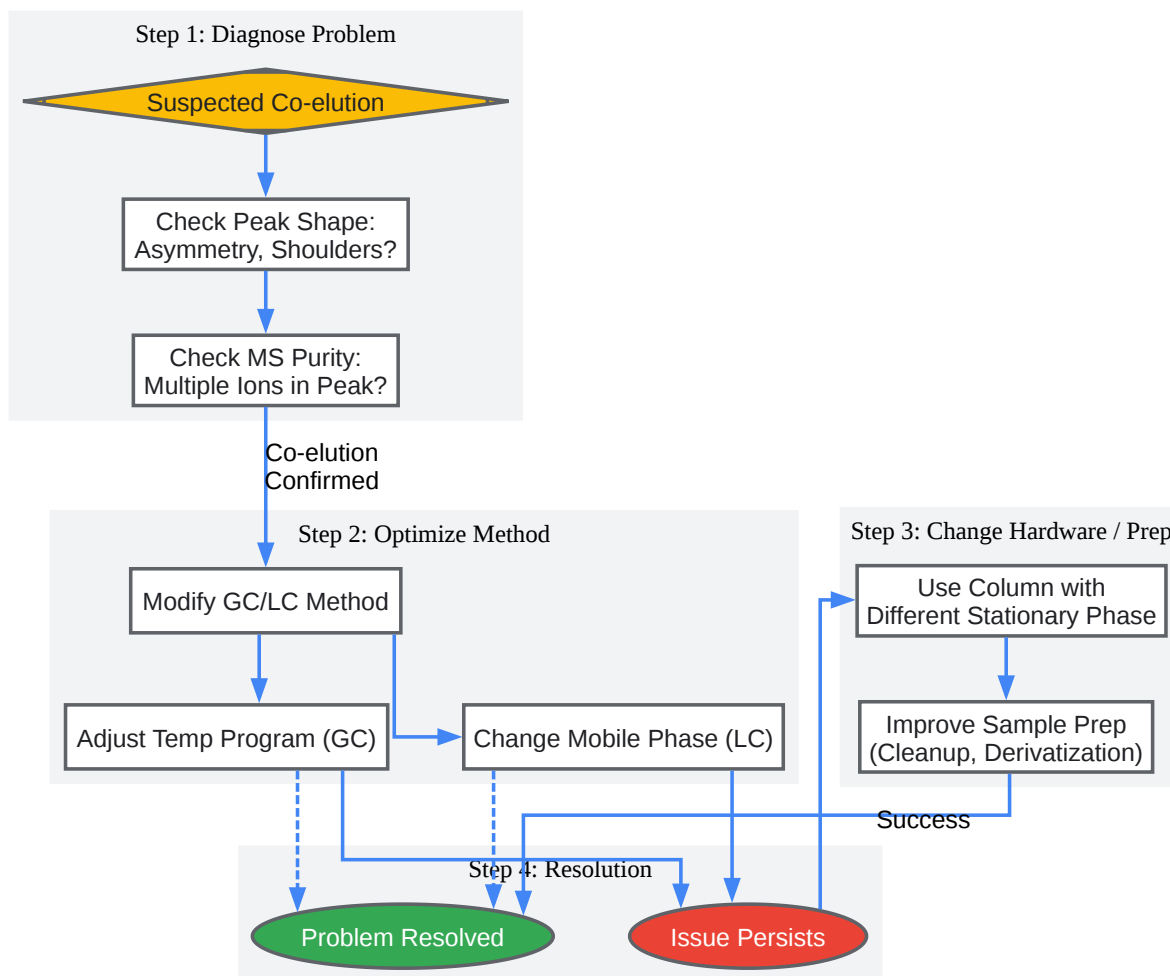 Step 1: Diagnose Problem
Suspected Co-elution
Check Peak Shape:
Asymmetry, Shoulders?
Check MS Purity:
Multiple Ions in Peak?
Co-elution
Confirmed
Step 2: Optimize Method
Modify GC/LC Method
Adjust Temp Program (GC)
Change Mobile Phase (LC)
Step 3: Change Hardware / Prep
Use Column with
Different Stationary Phase
Improve Sample Prep
(Cleanup, Derivatization)
Success
Step 4: Resolution
Problem Resolved
Issue Persists